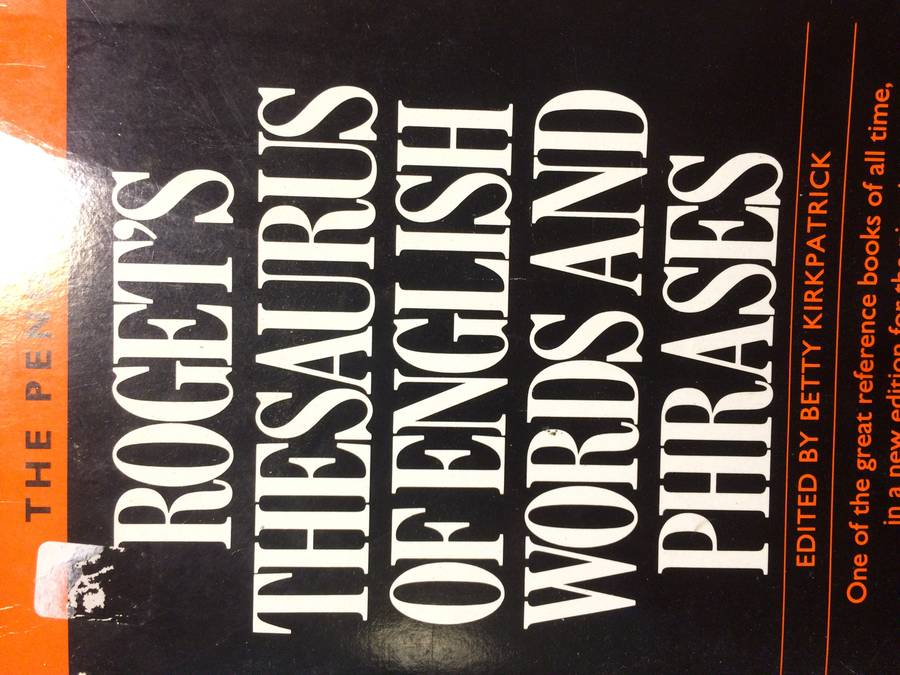 THE PEN
ROGET'S
THESAURUS
OF ENGLISH
WORDS AND
PHRASES
EDITED BY BETTY KIRKPATRICK
One of the great reference books of all time,
in a new edition for the